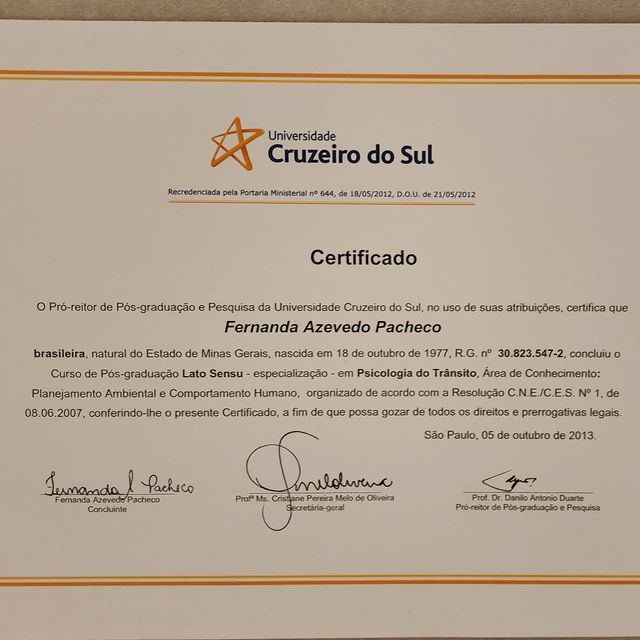 Universidade
Cruzeiro do Sul
Recredenciada pela Portaria Ministerial nº 644, de 18/05/2012, D.O.U. de 21/05/2012
Certificado
O Pró-reitor de Pós-graduação e Pesquisa da Universidade Cruzeiro do Sul, no uso de suas atribuições, certifica que
Fernanda Azevedo Pacheco
brasileira, natural do Estado de Minas Gerais, nascida em 18 de outubro de 1977, R.G. nº 30.823.547-2, concluiu o
Curso de Pós-graduação Lato Sensu - especialização - em Psicologia do Trânsito, Área de Conhecimento:
Planejamento Ambiental e Comportamento Humano, organizado de acordo com a Resolução C.N.E./C.E.S. Nº 1, de
08.06.2007, conferindo-lhe o presente Certificado, a fim de que possa gozar de todos os direitos e prerrogativas legais.
São Paulo, 05 de outubro de 2013.
Fernanda A Pacheco
Fernanda Azevedo Pacheco
Concluinte
Profª Ms. Cristiane Pereira Melo de Oliveira
Secretária-geral
Prof. Dr. Danilo Antonio Duarte
Pró-reitor de Pós-graduação e Pesquisa